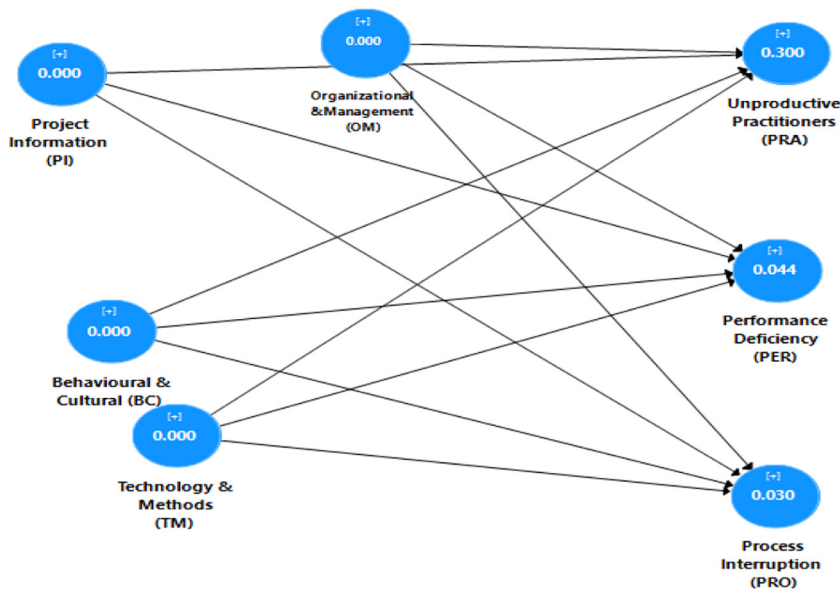 [+]
0.000
Project
Information
(PI)
[+]
0.000
Organizational
&Management
(OM)
[+]
0.300
Unproductive
Practitioners
(PRA)
[+]
0.044
Performance
Deficiency
(PER)
[+]
0.000
Behavioural &
Cultural (BC)
[+]
0.000
Technology &
Methods
(TM)
[+]
0.030
Process
Interruption
(PRO)